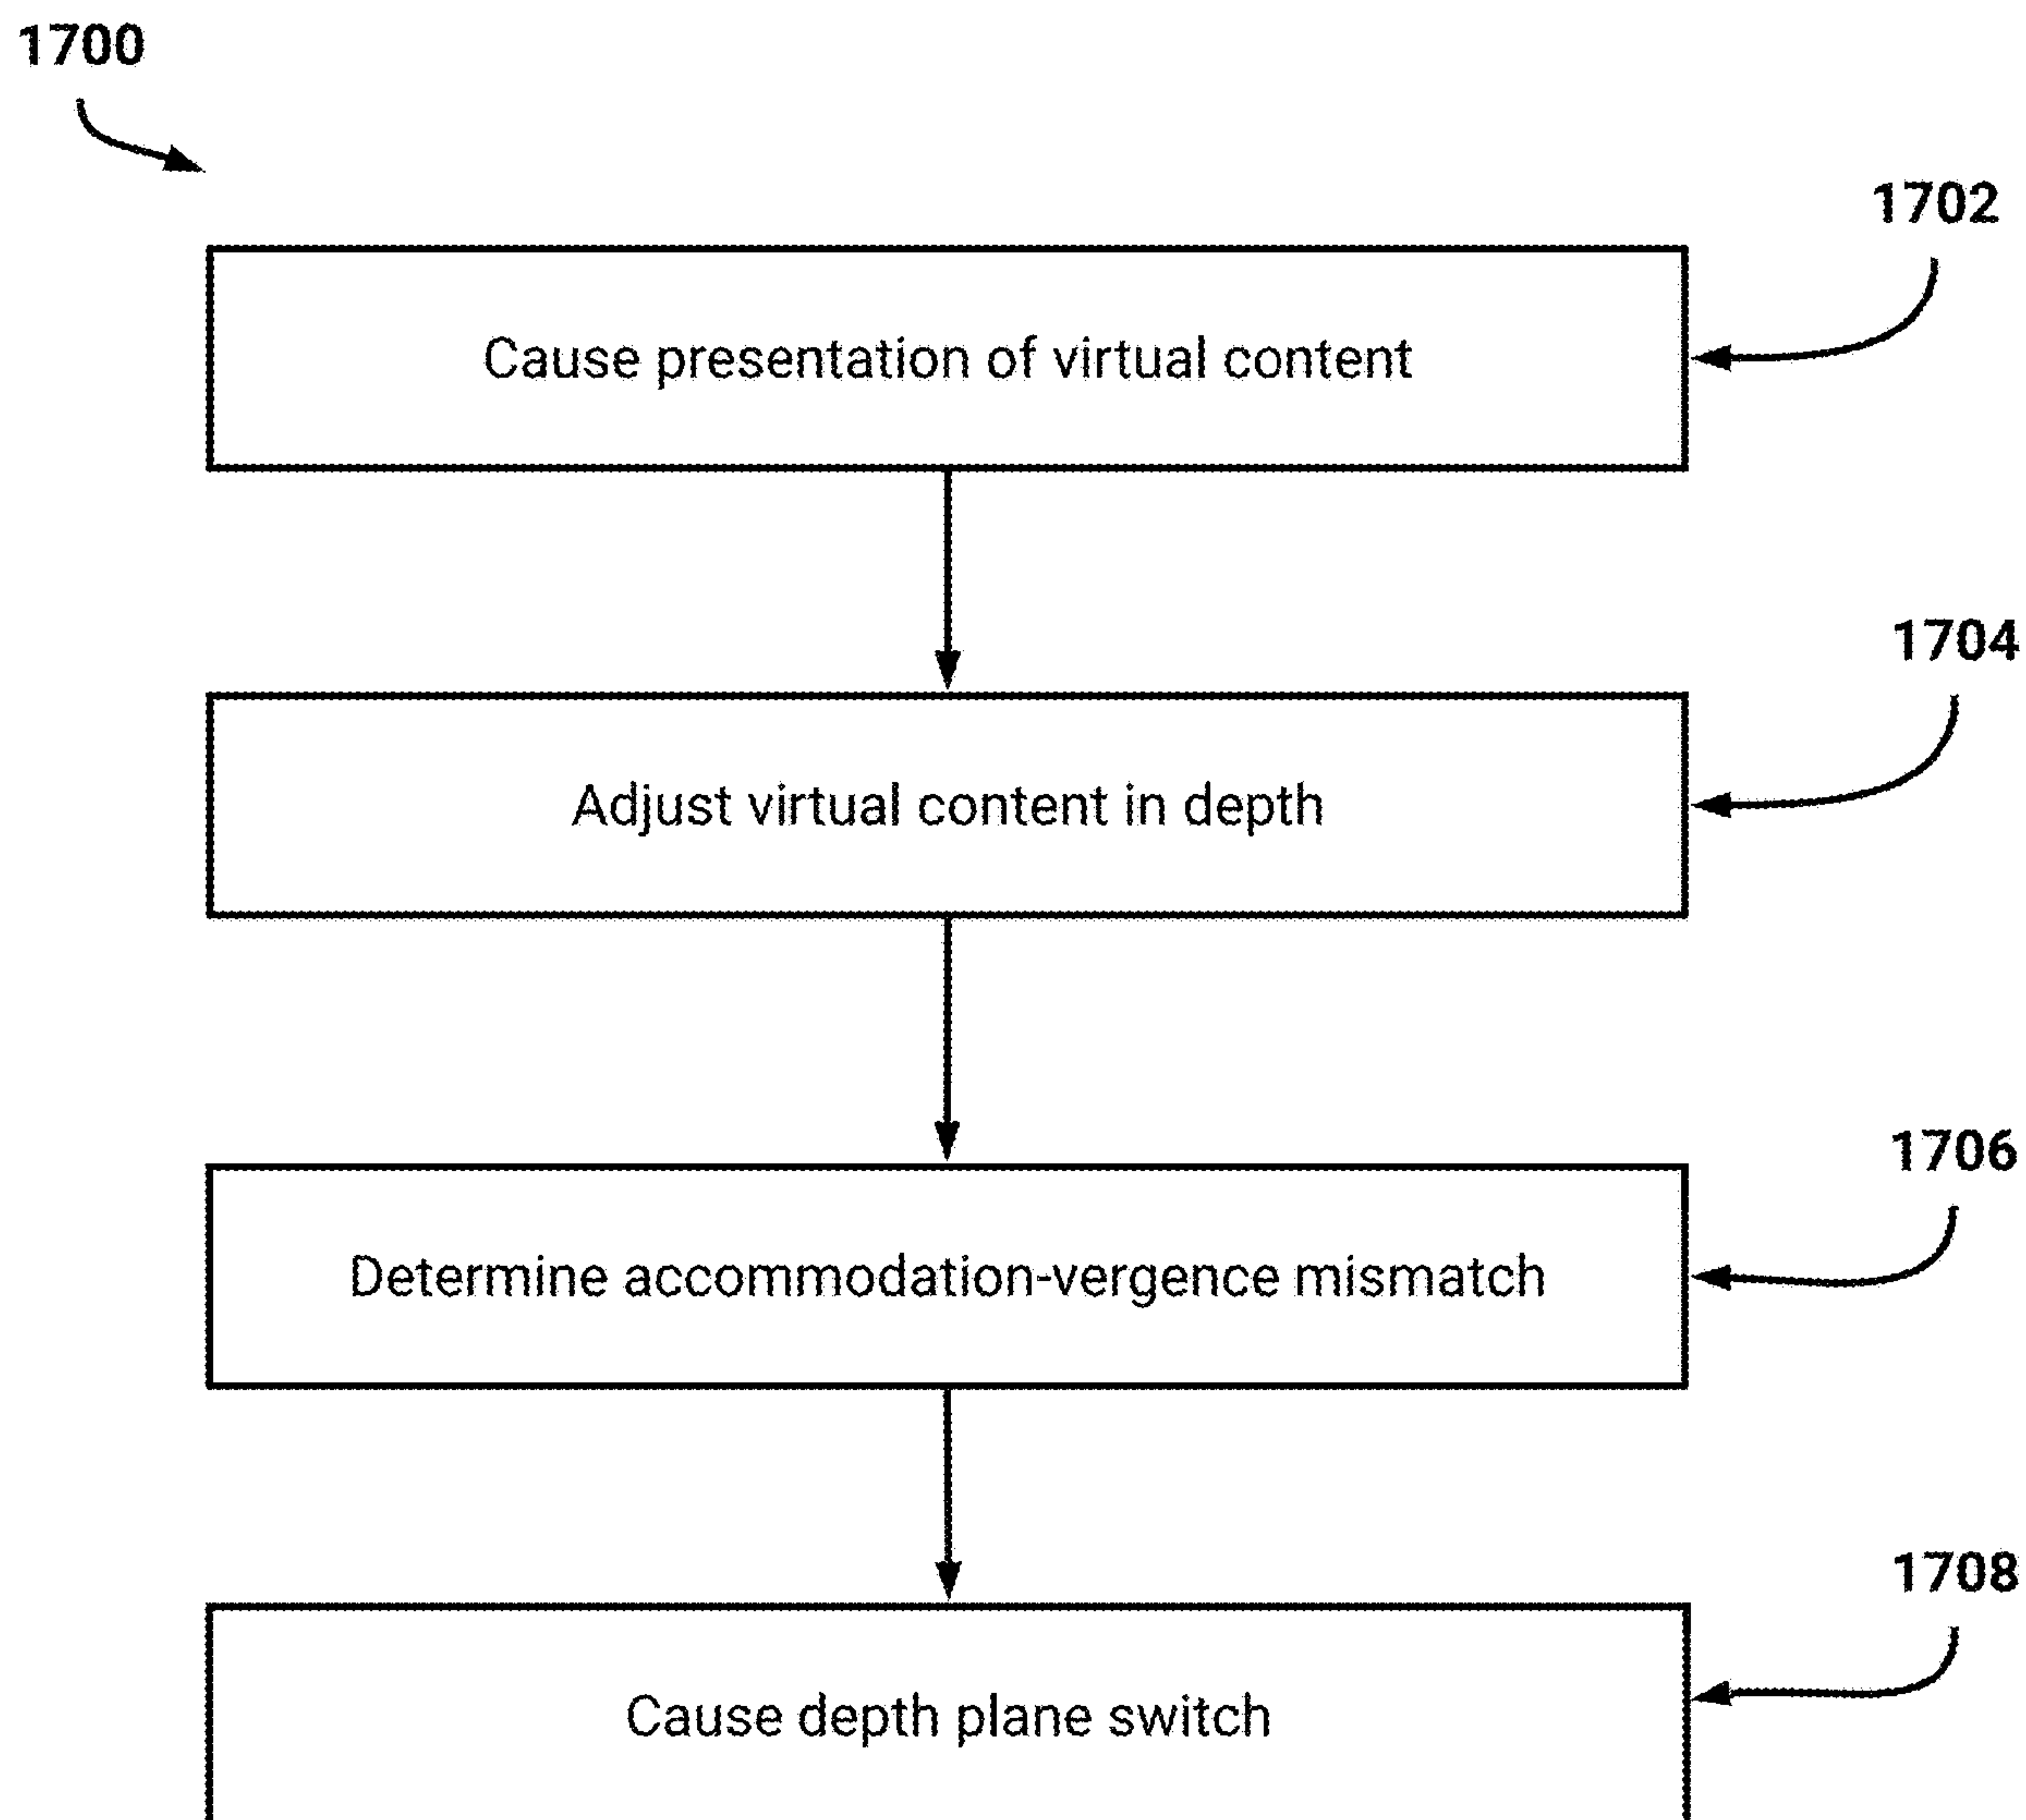 1700
1702
Cause presentation of virtual content
1704
Adjust virtual content in depth
1706
Determine accommodation-vergence mismatch
1708
Cause depth plane switch